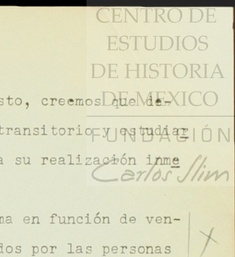 CENTRO DE
ESTUDIOS
DE HISTORIA
DE MEXICO
FUNDACIÓN
Carlos Slim
sto, creemos que de-
transitorio y estudiar
a su realización inme
ma en función de ven-
dos por las personas